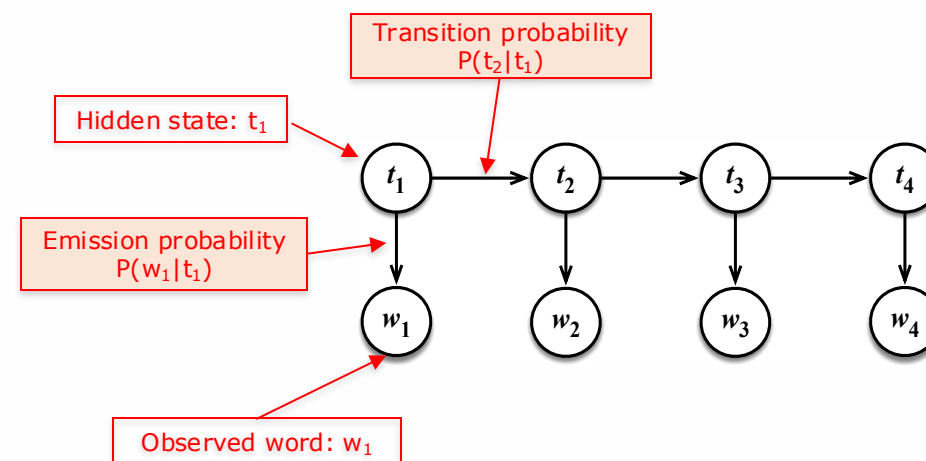 Transition probability
P(t₂|t₁)
Hidden state: t₁
t₁ t₂ t₃ t₄
Emission probability
P(w₁|t₁)
w₁ w₂ w₃ w₄
Observed word: w₁